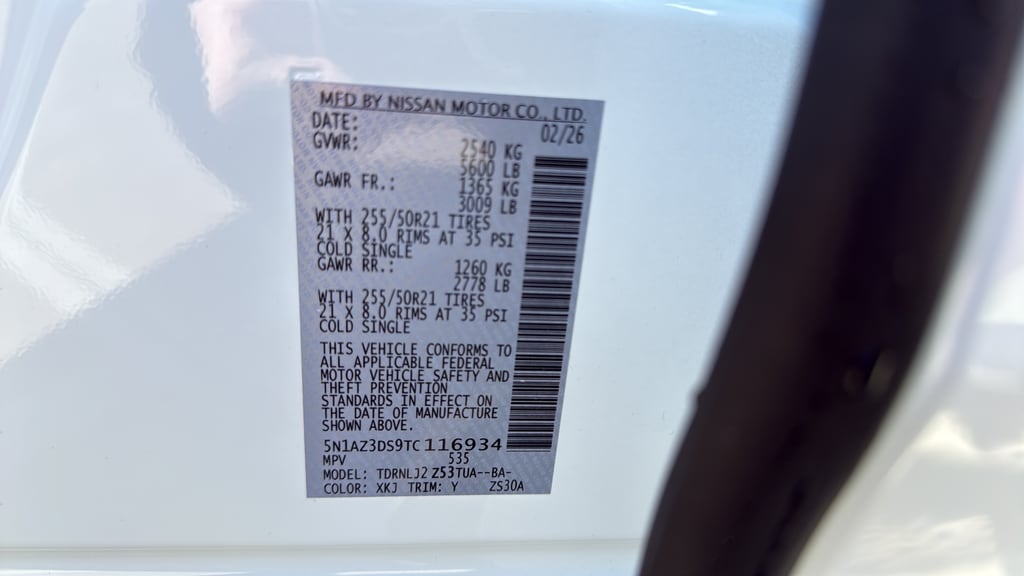 MFD BY NISSAN MOTOR CO., LTD.
DATE: 02/26
GVWR: 2540 KG
5600 LB
GAWR FR.: 1365 KG
3009 LB
WITH 255/50R21 TIRES
21 X 8.0 RIMS AT 35 PSI
COLD SINGLE
GAWR RR.: 1260 KG
2778 LB
WITH 255/50R21 TIRES
21 X 8.0 RIMS AT 35 PSI
COLD SINGLE
THIS VEHICLE CONFORMS TO
ALL APPLICABLE FEDERAL
MOTOR VEHICLE SAFETY AND
THEFT PREVENTION
STANDARDS IN EFFECT ON
THE DATE OF MANUFACTURE
SHOWN ABOVE.
5N1AZ3DS9TC116934
MPV 535
MODEL: TDRNLJ2 Z53TUA--BA-
COLOR: XKJ TRIM: Y ZS30A